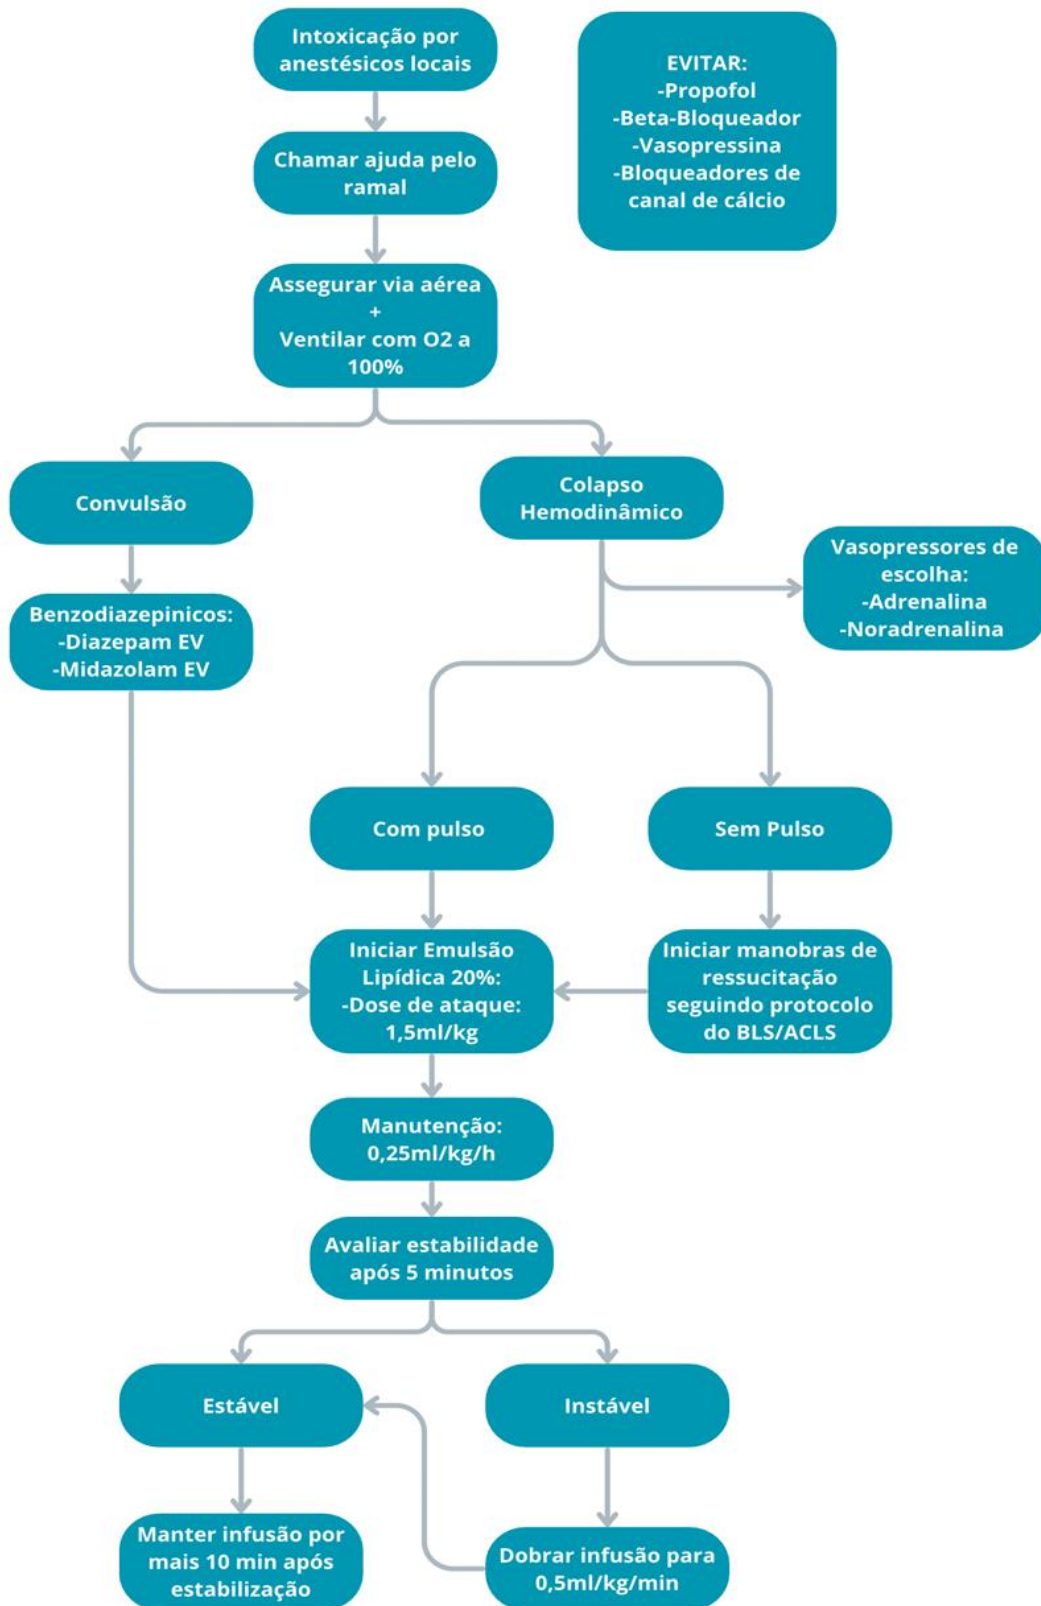 Intoxicação por
anestésicos locais
EVITAR:
-Propofol
-Beta-Bloqueador
-Vasopressina
-Bloqueadores de
canal de cálcio
Chamar ajuda pelo
ramal
Assegurar via aérea
+
Ventilar com O2 a
100%
Convulsão
Colapso
Hemodinâmico
Vasopressores de
escolha:
-Adrenalina
-Noradrenalina
Benzodiazepinicos:
-Diazepam EV
-Midazolam EV
Com pulso
Sem Pulso
Iniciar Emulsão
Lipídica 20%:
-Dose de ataque:
1,5ml/kg
Iniciar manobras de
ressucitação
seguindo protocolo
do BLS/ACLS
Manutenção:
0,25ml/kg/h
Avaliar estabilidade
após 5 minutos
Estável
Instável
Manter infusão por
mais 10 min após
estabilização
Dobrar infusão para
0,5ml/kg/min